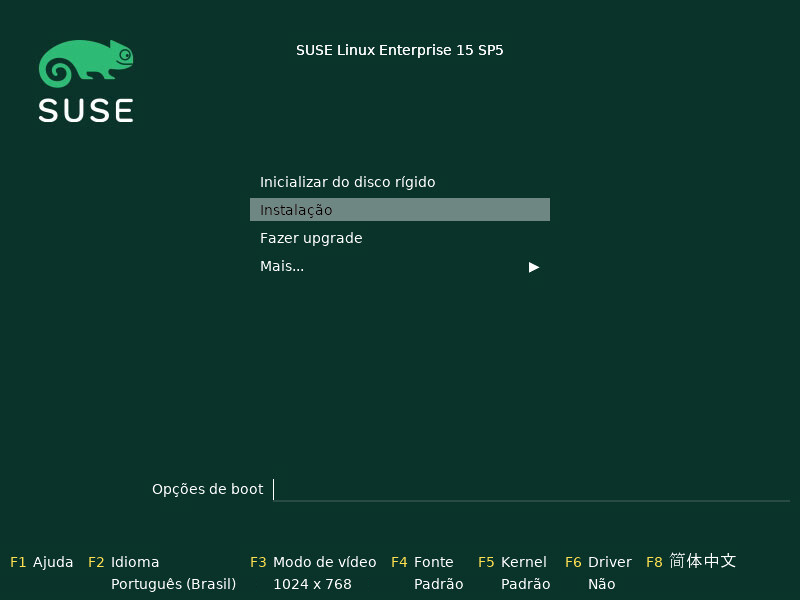 SUSE Linux Enterprise 15 SP5
SUSE
Inicializar do disco rígido
Instalação
Fazer upgrade
Mais...
Opções de boot
F1 Ajuda F2 Idioma F3 Modo de vídeo F4 Fonte F5 Kernel F6 Driver F8 简体中文
Português (Brasil) 1024 x 768 Padrão Padrão Não